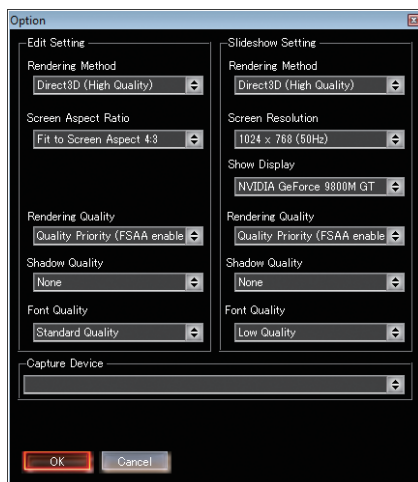 Option
Edit Setting
Rendering Method
Direct3D (High Quality)
Screen Aspect Ratio
Fit to Screen Aspect 4:3
Rendering Quality
Quality Priority (FSAA enable
Shadow Quality
None
Font Quality
Standard Quality
Slideshow Setting
Rendering Method
Direct3D (High Quality)
Screen Resolution
1024 x 768 (50Hz)
Show Display
NVIDIA GeForce 9800M GT
Rendering Quality
Quality Priority (FSAA enable
Shadow Quality
None
Font Quality
Low Quality
Capture Device
OK
Cancel